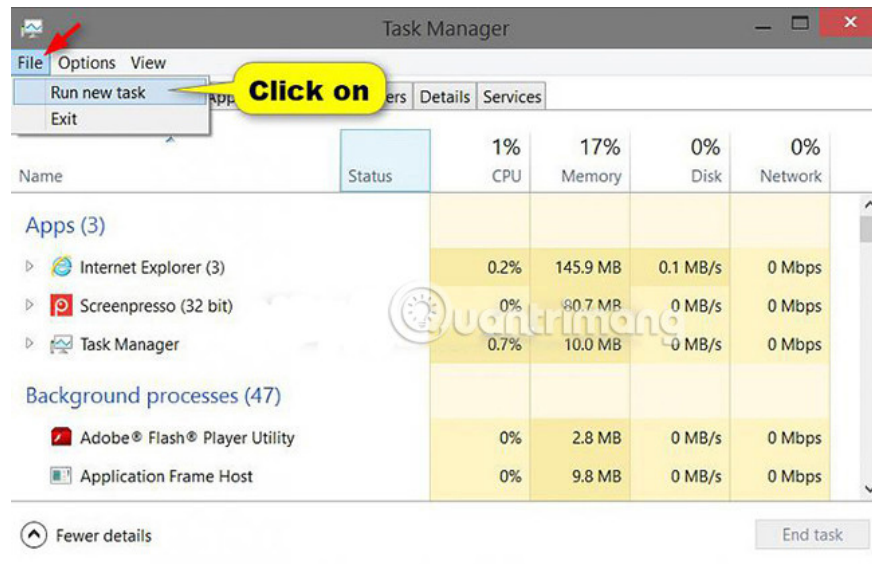 Task Manager
File Options View
Run new task
Click on
App ers Details Services
Exit
1% 17% 0% 0%
Name Status CPU Memory Disk Network
Apps (3)
Internet Explorer (3) 0.2% 145.9 MB 0.1 MB/s 0 Mbps
Screenpresso (32 bit) 0% 80.7 MB 0 MB/s 0 Mbps
Quantrimang
Task Manager 0.7% 10.0 MB 0 MB/s 0 Mbps
Background processes (47)
Adobe® Flash® Player Utility 0% 2.8 MB 0 MB/s 0 Mbps
Application Frame Host 0% 9.8 MB 0 MB/s 0 Mbps
Fewer details End task